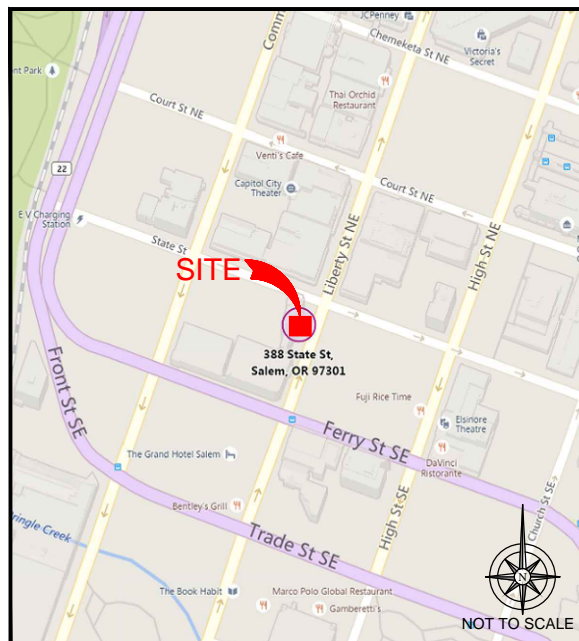 JCPenney
Chemeketa St NE
Victoria's
Secret
Comm
nt Park
Thai Orchid
Restaurant
Court St NE
Venti's Cafe
22
Capitol City
Theater
Court St NE
E V Charging
Station
State St
Liberty St NE
High St NE
SITE
388 State St,
Salem, OR 97301
Front St SE
Fuji Rice Time
Elsinore
Theatre
Ferry St SE
The Grand Hotel Salem
DaVinci
Ristorante
Bentley's Grill
High St SE
Church St SE
Pringle Creek
Trade St SE
The Book Habit
Marco Polo Global Restaurant
Gamberetti's
N
NOT TO SCALE